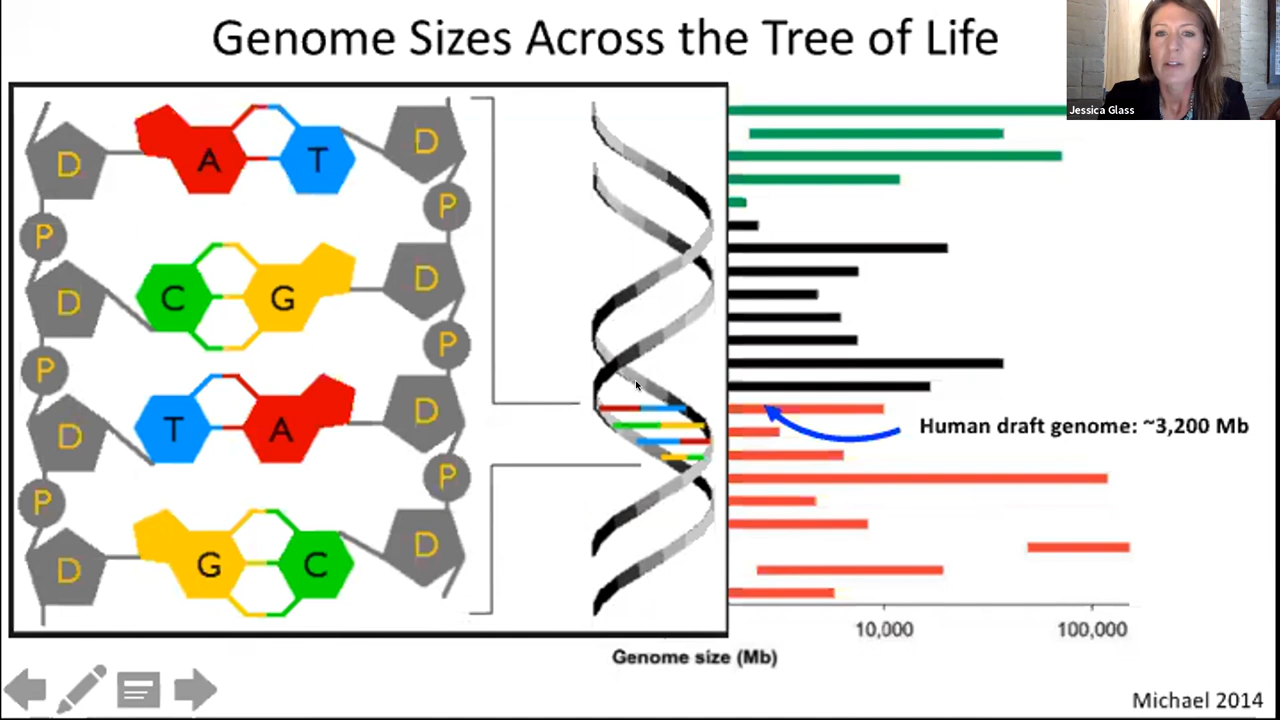 Genome Sizes Across the Tree of Life
Jessica Glass
D A T D
P P
D C G D
P P
D T A D
P P
D G C D
Human draft genome: ~3,200 Mb
10,000 100,000
Genome size (Mb)
Michael 2014